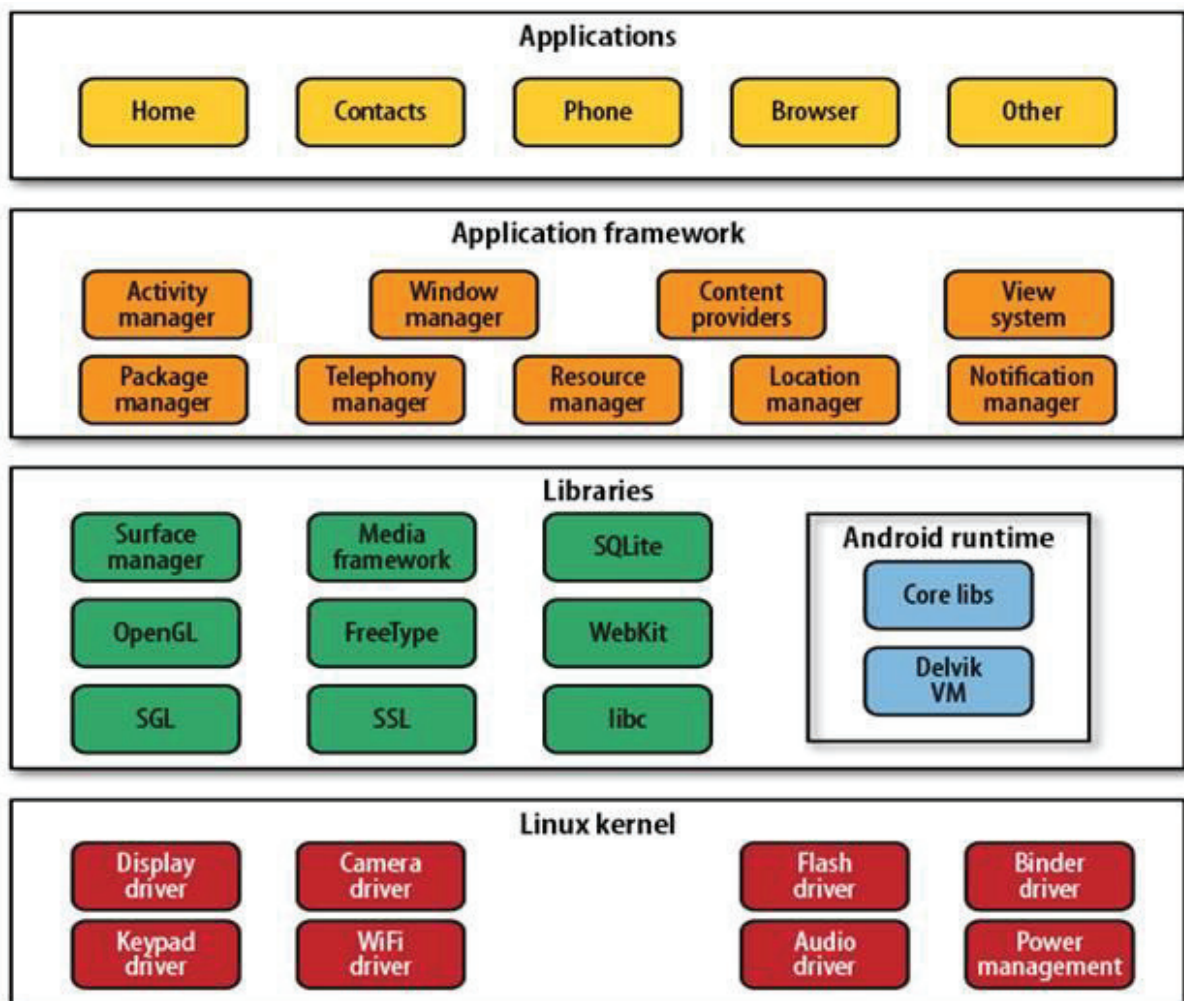 Applications
Home
Contacts
Phone
Browser
Other
Application framework
Activity
manager
Window
manager
Content
providers
View
system
Package
manager
Telephony
manager
Resource
manager
Location
manager
Notification
manager
Libraries
Surface
manager
Media
framework
SQLite
OpenGL
FreeType
WebKit
SGL
SSL
libc
Android runtime
Core libs
Delvik
VM
Linux kernel
Display
driver
Camera
driver
Flash
driver
Binder
driver
Keypad
driver
WiFi
driver
Audio
driver
Power
management